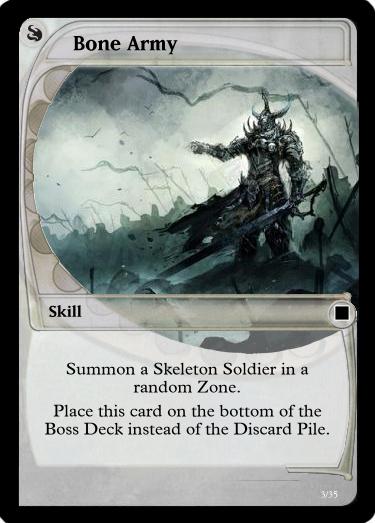 Bone Army
Skill
Summon a Skeleton Soldier in a
random Zone.
Place this card on the bottom of the
Boss Deck instead of the Discard Pile.
3/35